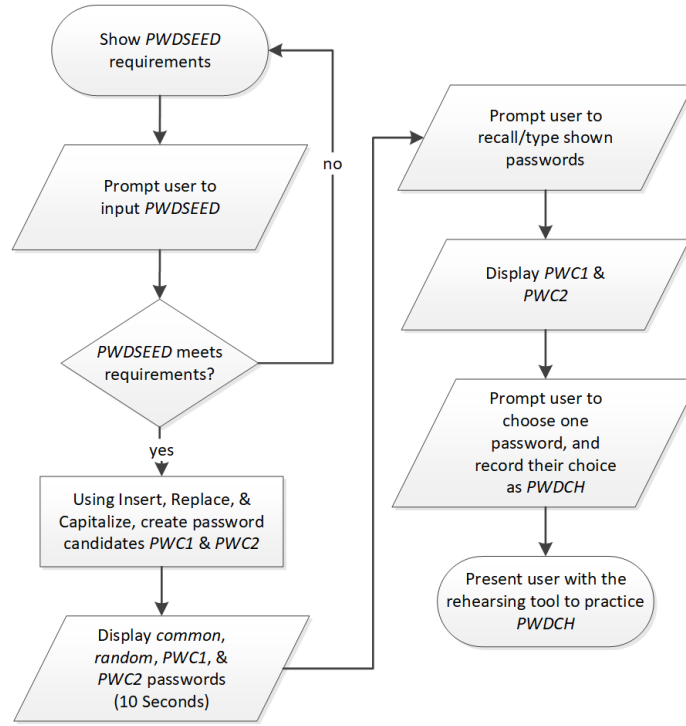 Show PWDSEED
requirements
Prompt user to
input PWDSEED
no
PWDSEED meets
requirements?
yes
Using Insert, Replace, &
Capitalize, create password
candidates PWC1 & PWC2
Display common,
random, PWC1, &
PWC2 passwords
(10 Seconds)
Prompt user to
recall/type shown
passwords
Display PWC1 &
PWC2
Prompt user to
choose one
password, and
record their choice
as PWDCH
Present user with the
rehearsing tool to practice
PWDCH